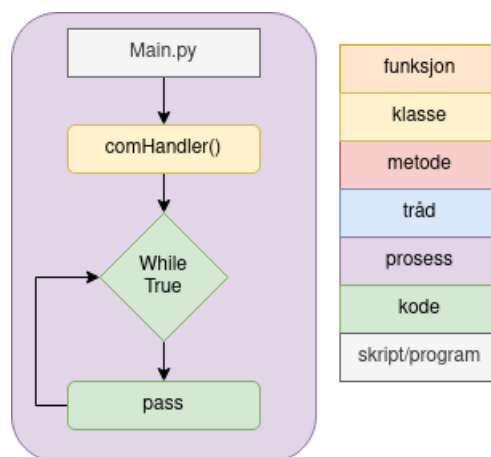 Main.py
comHandler()
While
True
pass
funksjon
klasse
metode
tråd
prosess
kode
skript/program